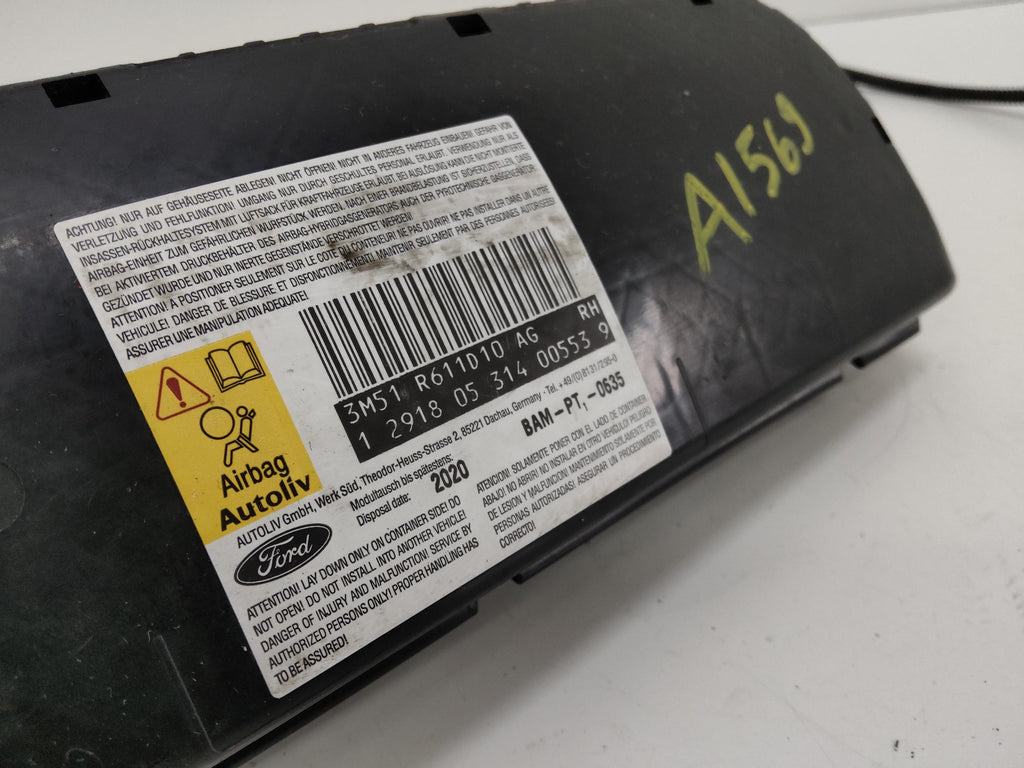 ACHTUNG! NUR AUF GEHÄUSESEITE ABLEGEN! NICHT ÖFFNEN! NICHT IN ANDERES FAHRZEUG EINBAUEN! GEFAHR VON
VERLETZUNG UND FEHLFUNKTION! UMGANG NUR DURCH GESCHULTES PERSONAL ERLAUBT. VERWENDUNG NUR ALS
INSASSEN-RÜCKHALTESYSTEM MIT LUFTSACK FÜR KRAFTFAHRZEUGE ERLAUBT BEI AUSLÖSUNG KANN DIE NICHT MONTIERTE
AIRBAG-EINHEIT ZUM GEFÄHRLICHEN WURFSTÜCK WERDEN. NACH EINER BRANDBELASTUNG IST SICHERZUSTELLEN, DASS
BEI AKTIVIERTEM DRUCKBEHÄLTER DES AIRBAG-HYBRIDGASGENERATORS AUCH DER PYROTECHNISCHE GASGENERATOR
GEZÜNDET WURDE UND NUR INERTE GEGENSTÄNDE VERSCHROTTET WERDEN!
ATTENTION! A POSITIONER SEULEMENT SUR LE COTE CONTENEUR! NE PAS DUVRIR! NE PAS INSTALLER DANS UN AUTRE
VEHICULE! DANGER DE BLESSURE ET DISFONCTIONNEMENT! MAINTENIR SEULEMENT PAR DES PERSONNES AUTORISEES!
ASSURER UNE MANIPULATION ADEQUATE!
3M51 R611D10 AG RH
1 2918 05 314 00553 9
Airbag
Autoliv
AUTOLIV GmbH, Werk Süd, Theodor-Heuss-Strasse 2, 85221 Dachau, Germany · Tel. +49/(0) 8131/295-0
Modultausch bis spätestens:
Disposal date: 2020
BAM-PT₁-0635
Ford
ATTENTION! LAY DOWN ONLY ON CONTAINER SIDE! DO
NOT OPEN! DO NOT INSTALL INTO ANOTHER VEHICLE!
DANGER OF INJURY AND MALFUNCTION! SERVICE BY
AUTHORIZED PERSONS ONLY! PROPER HANDLING HAS
TO BE ASSURED!
ATENCION! SOLAMENTE PONER CON EL LADO DE CONTAINER
ABAJO! NO ABRIR! NO INSTALAR EN OTRO VEHICULO! PELIGRO
DE LESION Y MALFUNCION! MANTENIMIENTO SOLAMENTE POR
PERSONAS AUTORIZADAS! ASEGURAR UN PROCEDIMIENTO
CORRECTO!
A1569